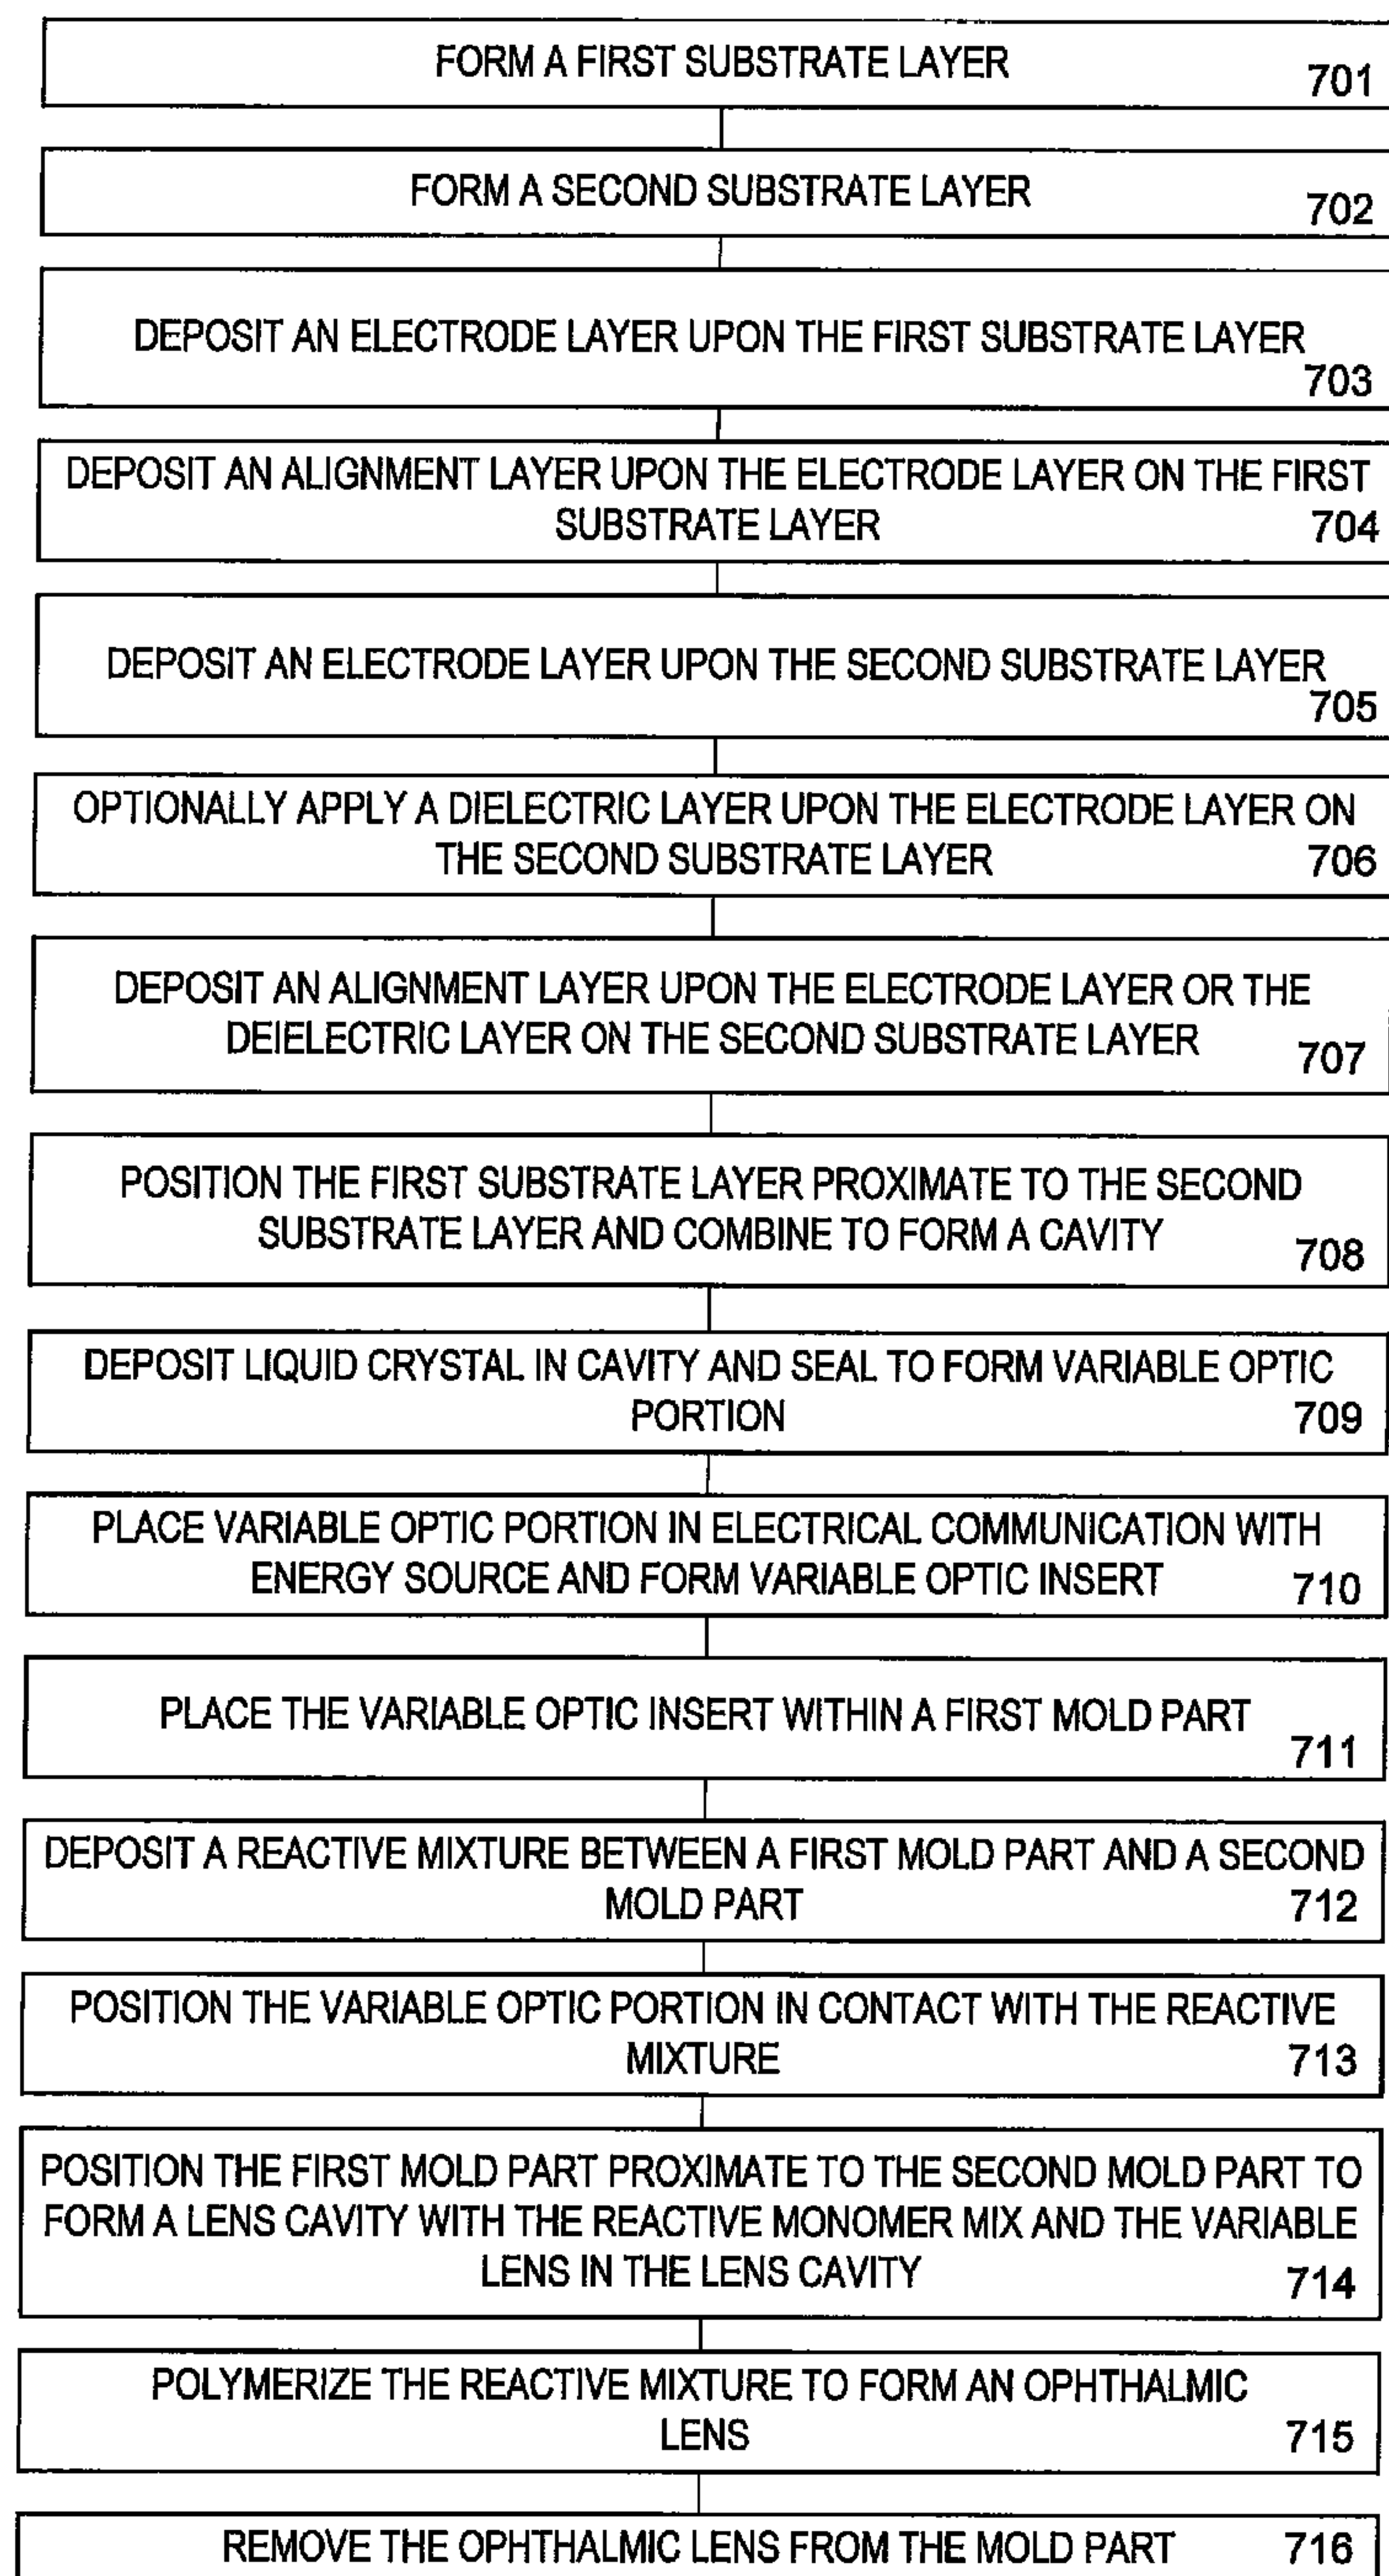 FORM A FIRST SUBSTRATE LAYER
701
FORM A SECOND SUBSTRATE LAYER
702
DEPOSIT AN ELECTRODE LAYER UPON THE FIRST SUBSTRATE LAYER
703
DEPOSIT AN ALIGNMENT LAYER UPON THE ELECTRODE LAYER ON THE FIRST
SUBSTRATE LAYER 704
DEPOSIT AN ELECTRODE LAYER UPON THE SECOND SUBSTRATE LAYER
705
OPTIONALLY APPLY A DIELECTRIC LAYER UPON THE ELECTRODE LAYER ON
THE SECOND SUBSTRATE LAYER 706
DEPOSIT AN ALIGNMENT LAYER UPON THE ELECTRODE LAYER OR THE
DEIELECTRIC LAYER ON THE SECOND SUBSTRATE LAYER 707
POSITION THE FIRST SUBSTRATE LAYER PROXIMATE TO THE SECOND
SUBSTRATE LAYER AND COMBINE TO FORM A CAVITY 708
DEPOSIT LIQUID CRYSTAL IN CAVITY AND SEAL TO FORM VARIABLE OPTIC
PORTION 709
PLACE VARIABLE OPTIC PORTION IN ELECTRICAL COMMUNICATION WITH
ENERGY SOURCE AND FORM VARIABLE OPTIC INSERT 710
PLACE THE VARIABLE OPTIC INSERT WITHIN A FIRST MOLD PART
711
DEPOSIT A REACTIVE MIXTURE BETWEEN A FIRST MOLD PART AND A SECOND
MOLD PART 712
POSITION THE VARIABLE OPTIC PORTION IN CONTACT WITH THE REACTIVE
MIXTURE 713
POSITION THE FIRST MOLD PART PROXIMATE TO THE SECOND MOLD PART TO
FORM A LENS CAVITY WITH THE REACTIVE MONOMER MIX AND THE VARIABLE
LENS IN THE LENS CAVITY 714
POLYMERIZE THE REACTIVE MIXTURE TO FORM AN OPHTHALMIC
LENS 715
REMOVE THE OPHTHALMIC LENS FROM THE MOLD PART 716